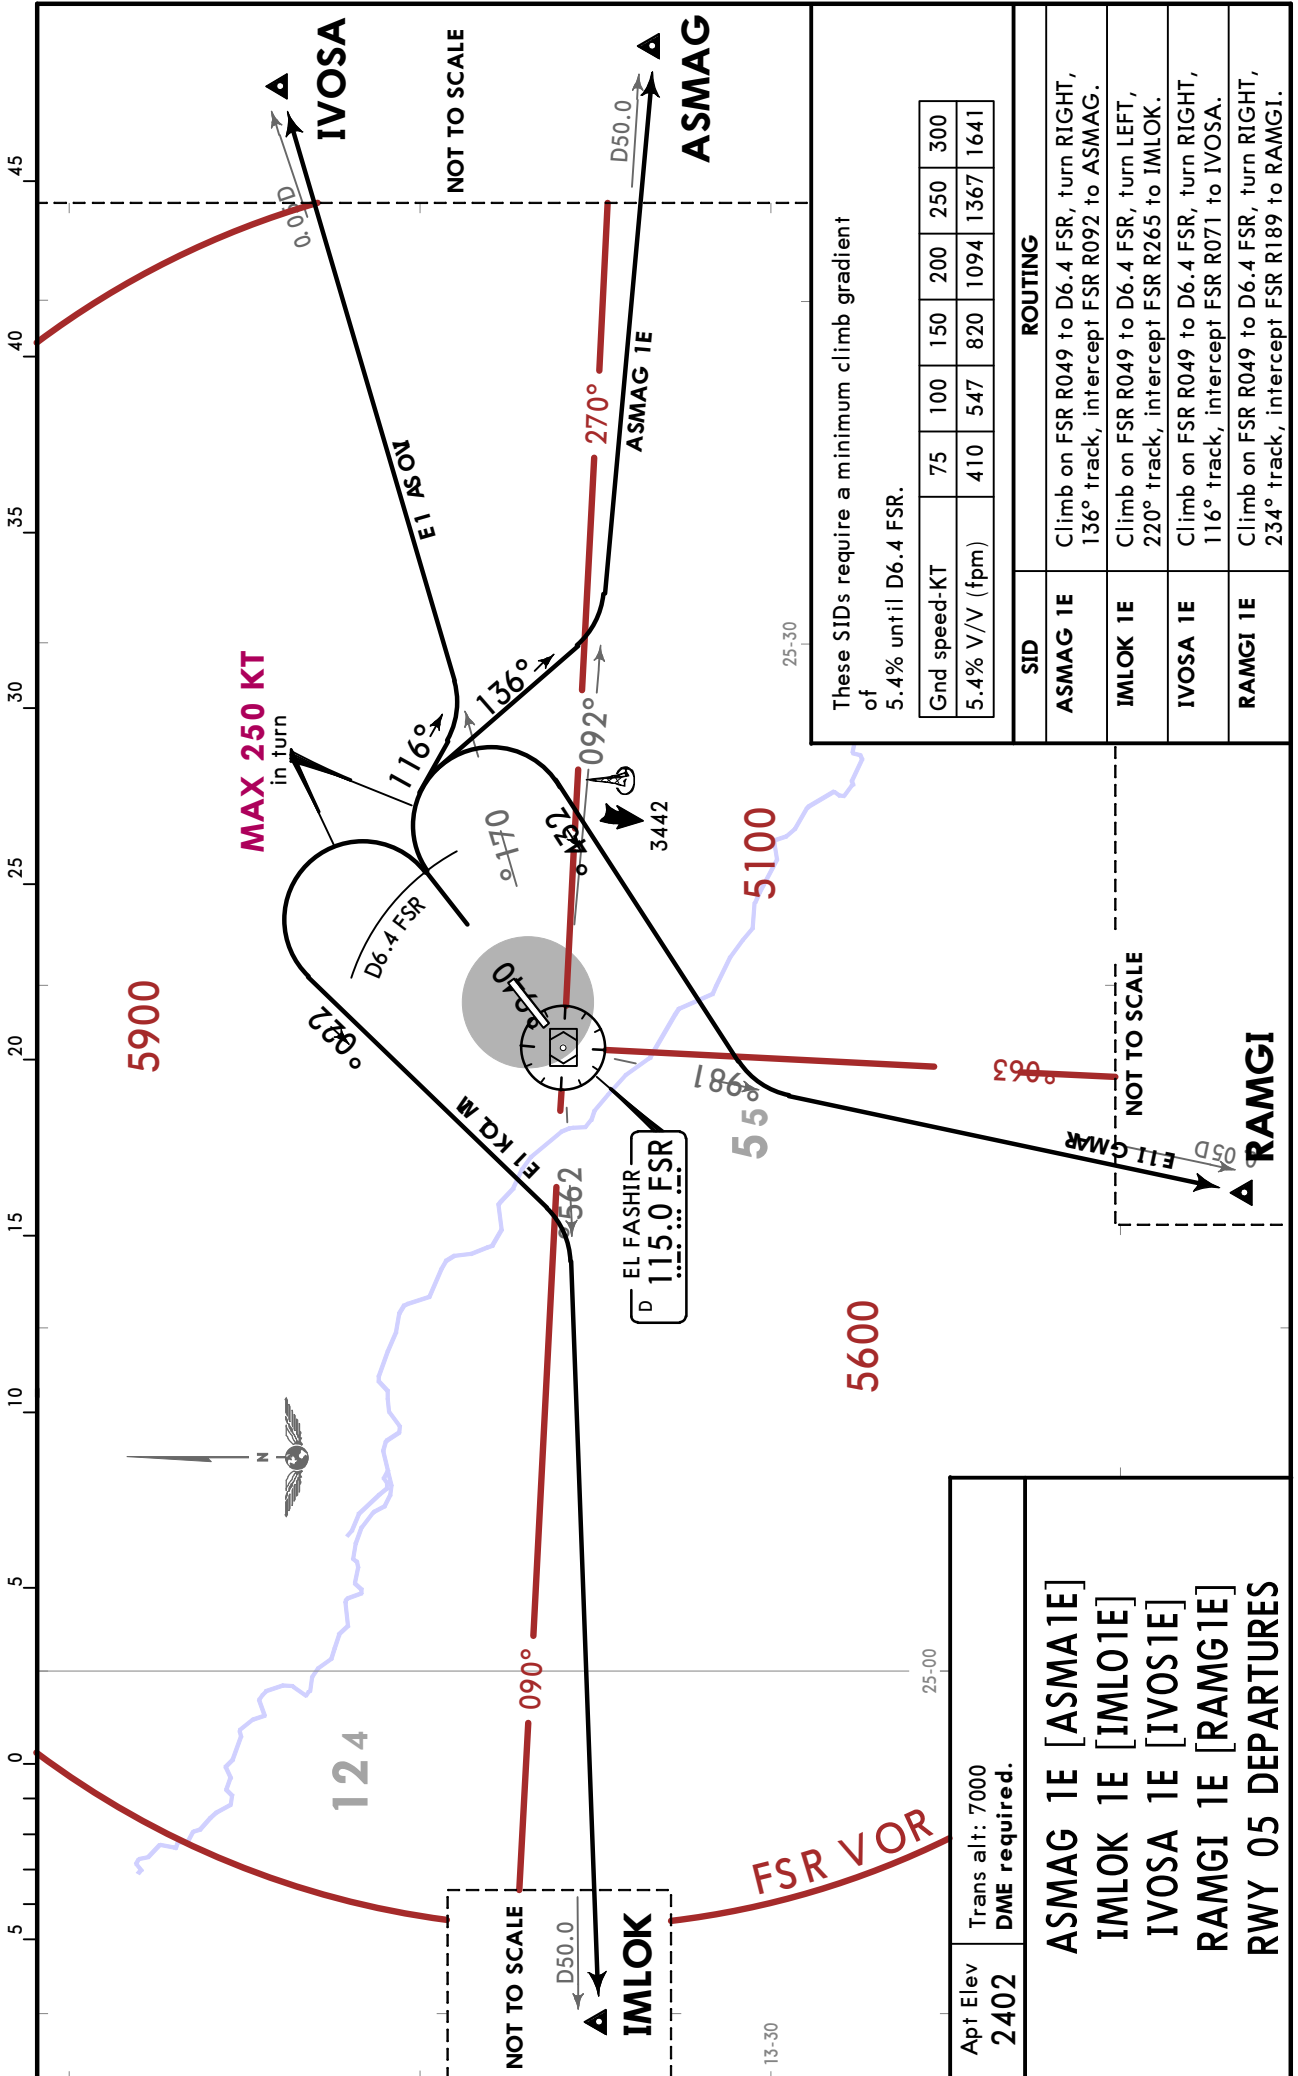 Apt Elev
2402
Trans alt: 7000
DME required.
ASMAG 1E [ASMA1E]
IMLOK 1E [IMLO1E]
IVOSA 1E [IVOS1E]
RAMGI 1E [RAMG1E]
RWY 05 DEPARTURES
5 0 5 10 15 20 25 30 35 40 45
5900
MAX 250 KT
in turn
IVOSA
NOT TO SCALE
ASMAG
D50.0
D6.4 FSR
116°
136°
270°
ASMAG 1E
092°
3442
5100
N
124
090°
NOT TO SCALE
D50.0
IMLOK
FSR VOR
D
EL FASHIR
115.0 FSR
55
5600
NOT TO SCALE
RAMGI
25-00
25-30
13-30
These SIDs require a minimum climb gradient
of
5.4% until D6.4 FSR.
Gnd speed-KT 75 100 150 200 250 300
5.4% V/V (fpm) 410 547 820 1094 1367 1641
SID ROUTING
ASMAG 1E Climb on FSR R049 to D6.4 FSR, turn RIGHT,
136° track, intercept FSR R092 to ASMAG.
IMLOK 1E Climb on FSR R049 to D6.4 FSR, turn LEFT,
220° track, intercept FSR R265 to IMLOK.
IVOSA 1E Climb on FSR R049 to D6.4 FSR, turn RIGHT,
116° track, intercept FSR R071 to IVOSA.
RAMGI 1E Climb on FSR R049 to D6.4 FSR, turn RIGHT,
234° track, intercept FSR R189 to RAMGI.